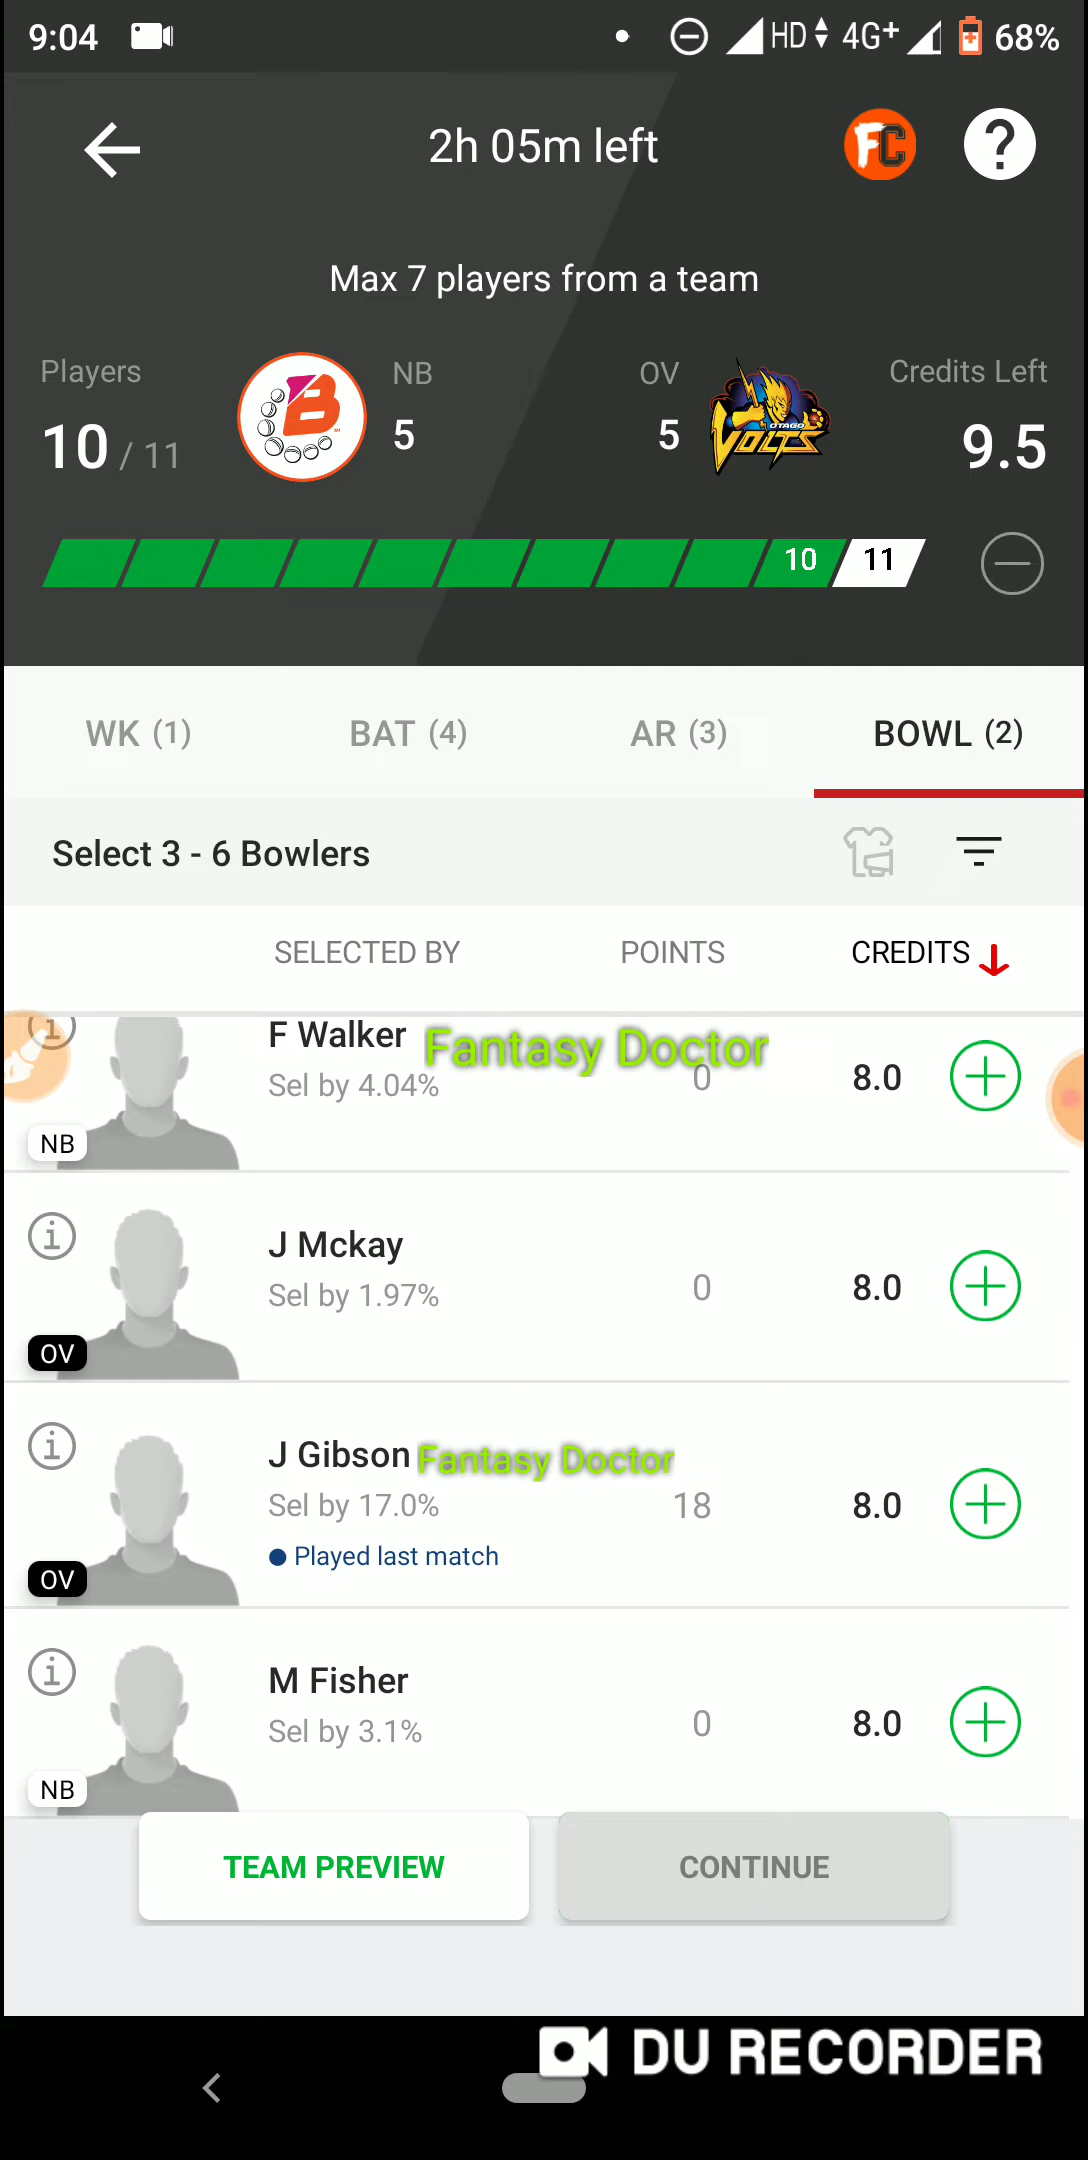 9:04 HD 4G+ 68%
2h 05m left FC ?
Max 7 players from a team
Players NB OV Credits Left
10 / 11 B 5 5 OTAGO VOLTS 9.5
10 11
WK (1) BAT (4) AR (3) BOWL (2)
Select 3 - 6 Bowlers
SELECTED BY POINTS CREDITS
F Walker Fantasy Doctor
Sel by 4.04% 0 8.0
NB
J Mckay
Sel by 1.97% 0 8.0
OV
J Gibson Fantasy Doctor
Sel by 17.0% 18 8.0
Played last match
OV
M Fisher
Sel by 3.1% 0 8.0
NB
TEAM PREVIEW CONTINUE
DU RECORDER